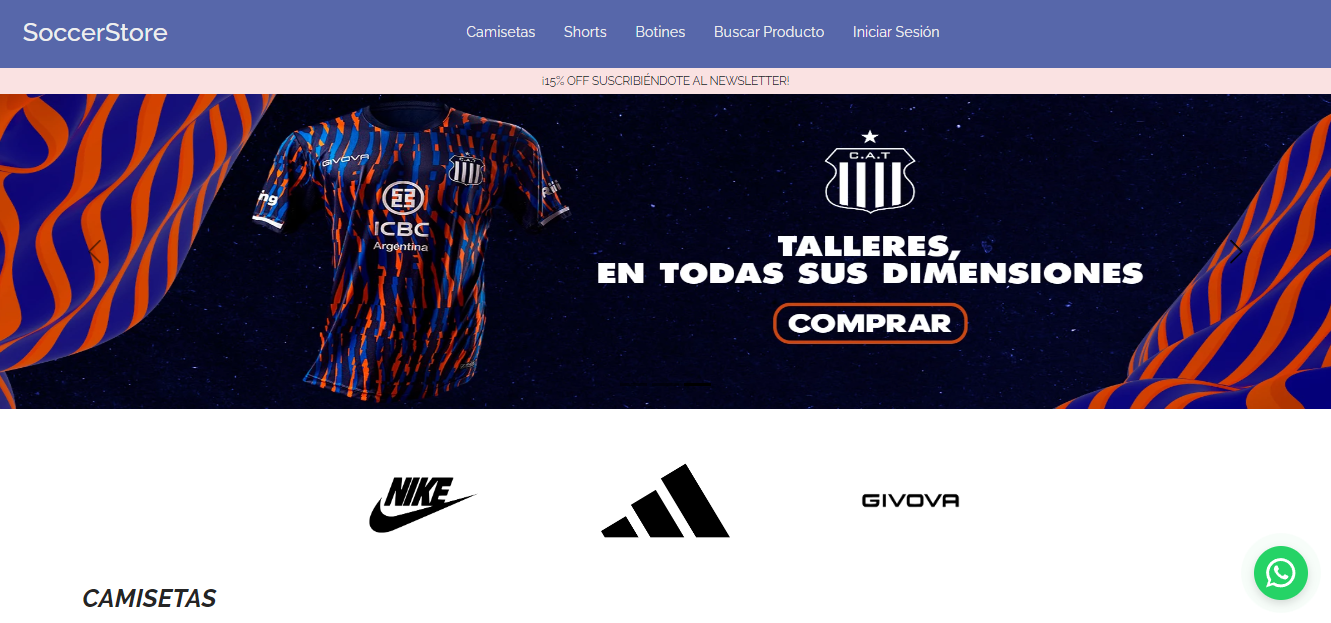 SoccerStore
Camisetas Shorts Botines Buscar Producto Iniciar Sesión
¡15% OFF SUSCRIBIÉNDOTE AL NEWSLETTER!
GIVOVA
ing
ICBC
Argentina
C.A.T
TALLERES,
EN TODAS SUS DIMENSIONES
COMPRAR
NIKE
GIVOVA
CAMISETAS